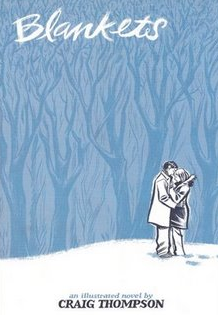 Blankets
an illustrated novel by
CRAIG THOMPSON